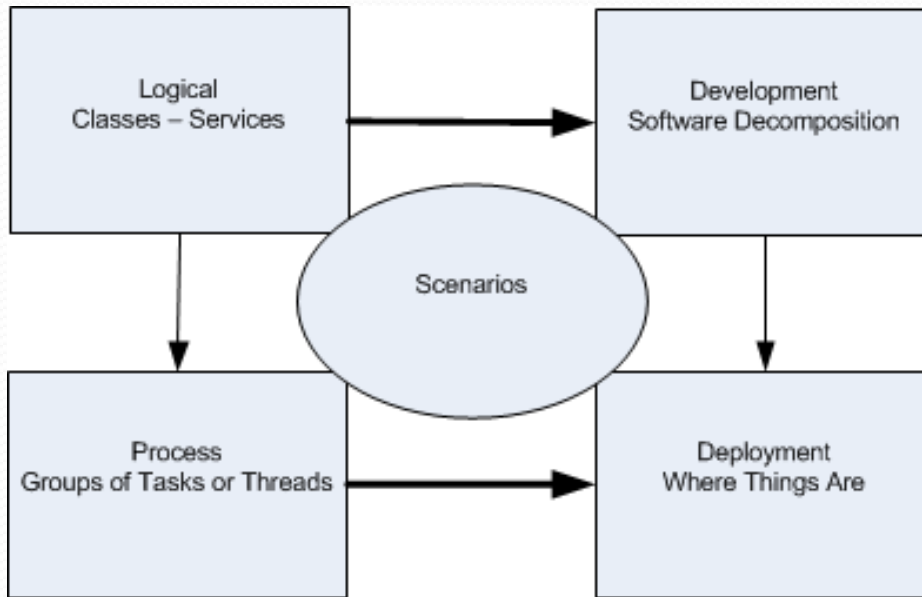 Logical
Classes – Services
Development
Software Decomposition
Scenarios
Process
Groups of Tasks or Threads
Deployment
Where Things Are